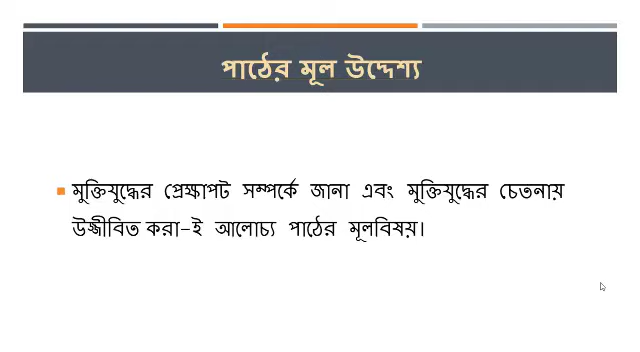 পাঠের মূল উদ্দেশ্য
মুক্তিযুদ্ধের প্রেক্ষাপট সম্পর্কে জানা এবং মুক্তিযুদ্ধের চেতনায়
উজ্জীবিত করা-ই আলোচ্য পাঠের মূলবিষয়।